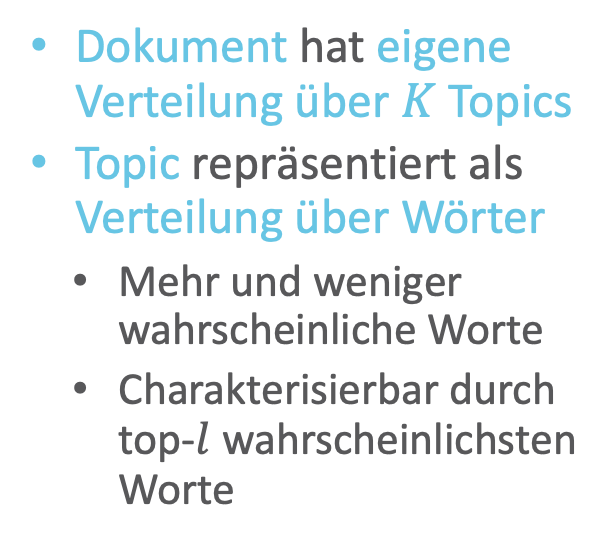 • Dokument hat eigene
Verteilung über K Topics
• Topic repräsentiert als
Verteilung über Wörter
• Mehr und weniger
wahrscheinliche Worte
• Charakterisierbar durch
top-l wahrscheinlichsten
Worte